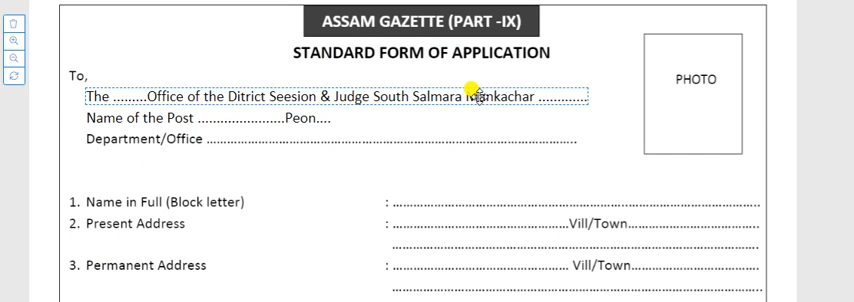 ASSAM GAZETTE (PART -IX)
STANDARD FORM OF APPLICATION
To,
PHOTO
The .........Office of the Ditrict Seesion & Judge South Salmara Mankachar .............
Name of the Post .......................Peon....
Department/Office ...............................................................................................
1. Name in Full (Block letter) : ...............................................................................................
2. Present Address : ..............................................Vill/Town..................................
...............................................................................................
3. Permanent Address : .............................................. Vill/Town..................................
...............................................................................................